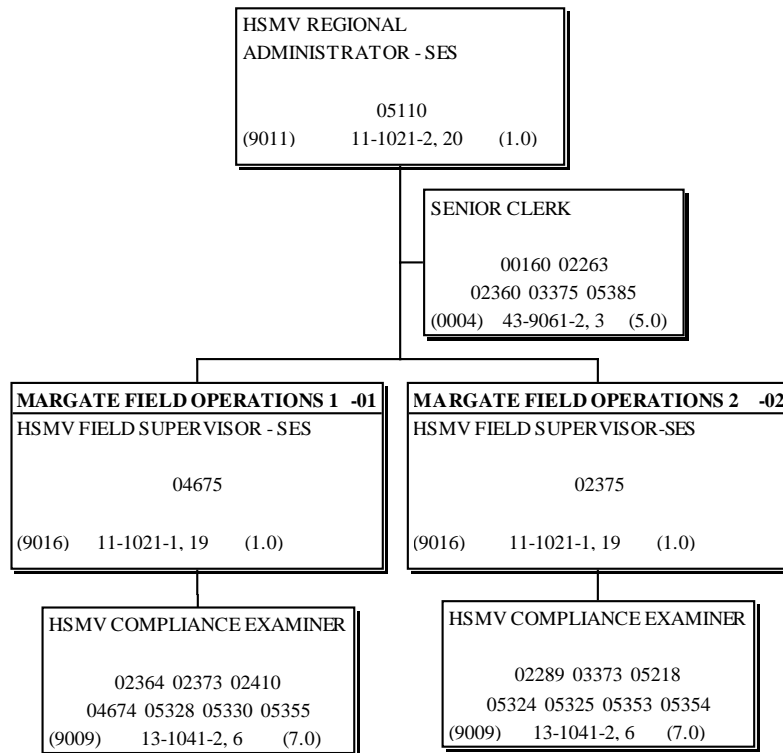 HSMV REGIONAL
ADMINISTRATOR - SES
05110
(9011) 11-1021-2, 20 (1.0)
SENIOR CLERK
00160 02263
02360 03375 05385
(0004) 43-9061-2, 3 (5.0)
MARGATE FIELD OPERATIONS 1 -01
HSMV FIELD SUPERVISOR - SES
04675
(9016) 11-1021-1, 19 (1.0)
MARGATE FIELD OPERATIONS 2 -02
HSMV FIELD SUPERVISOR-SES
02375
(9016) 11-1021-1, 19 (1.0)
HSMV COMPLIANCE EXAMINER
02364 02373 02410
04674 05328 05330 05355
(9009) 13-1041-2, 6 (7.0)
HSMV COMPLIANCE EXAMINER
02289 03373 05218
05324 05325 05353 05354
(9009) 13-1041-2, 6 (7.0)